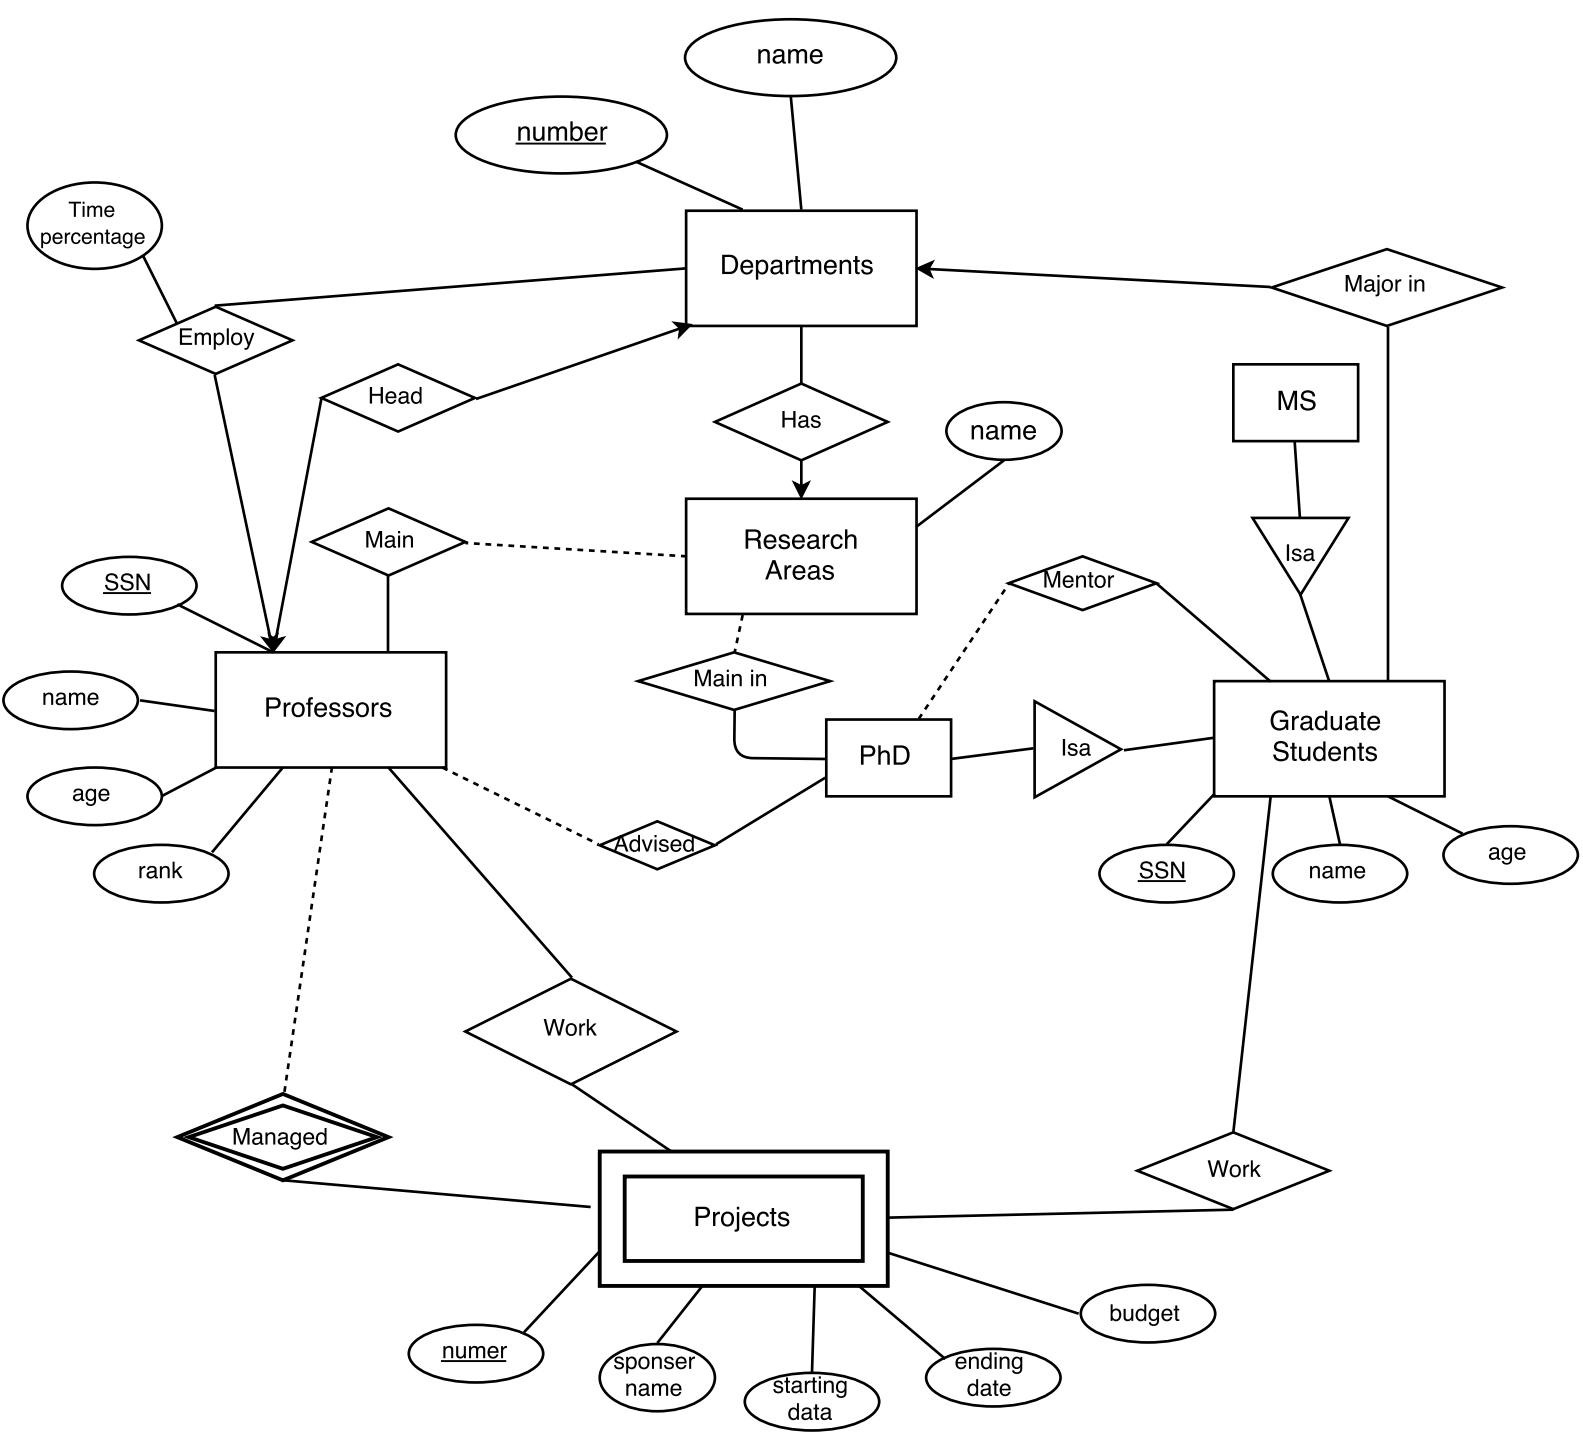 name
number
Time
percentage
Departments
Major in
Employ
Head
MS
Has
name
Main
Research
Areas
Isa
SSN
Mentor
Main in
name
Professors
Graduate
Students
PhD
Isa
age
Advised
rank
SSN
name
age
Work
Managed
Work
Projects
budget
numer
sponser
name
starting
data
ending
date